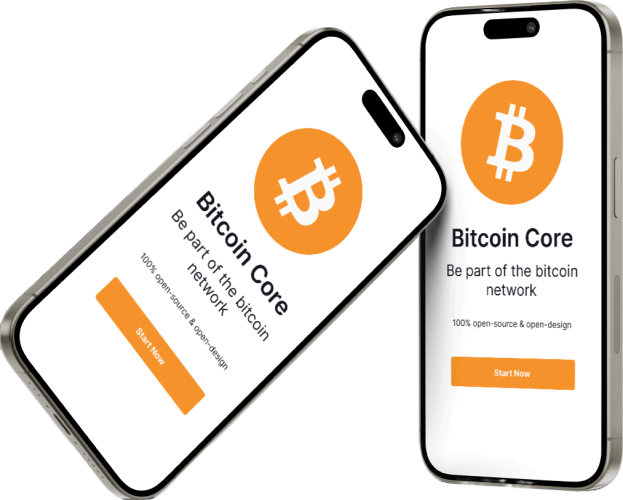 Bitcoin Core
Be part of the bitcoin
network
100% open-source & open-design
Start Now
Bitcoin Core
Be part of the bitcoin
network
100% open-source & open-design
Start Now